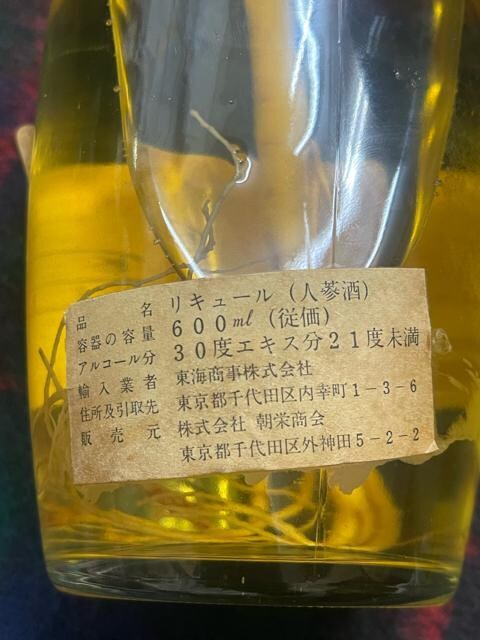 品名 リキュール（人蔘酒）
容器の容量 600ml（従価）
アルコール分 30度エキス分21度未満
輸入業者 東海商事株式会社
住所及引取先 東京都千代田区内幸町1-3-6
販売元 株式会社 朝栄商会
東京都千代田区外神田5-2-2